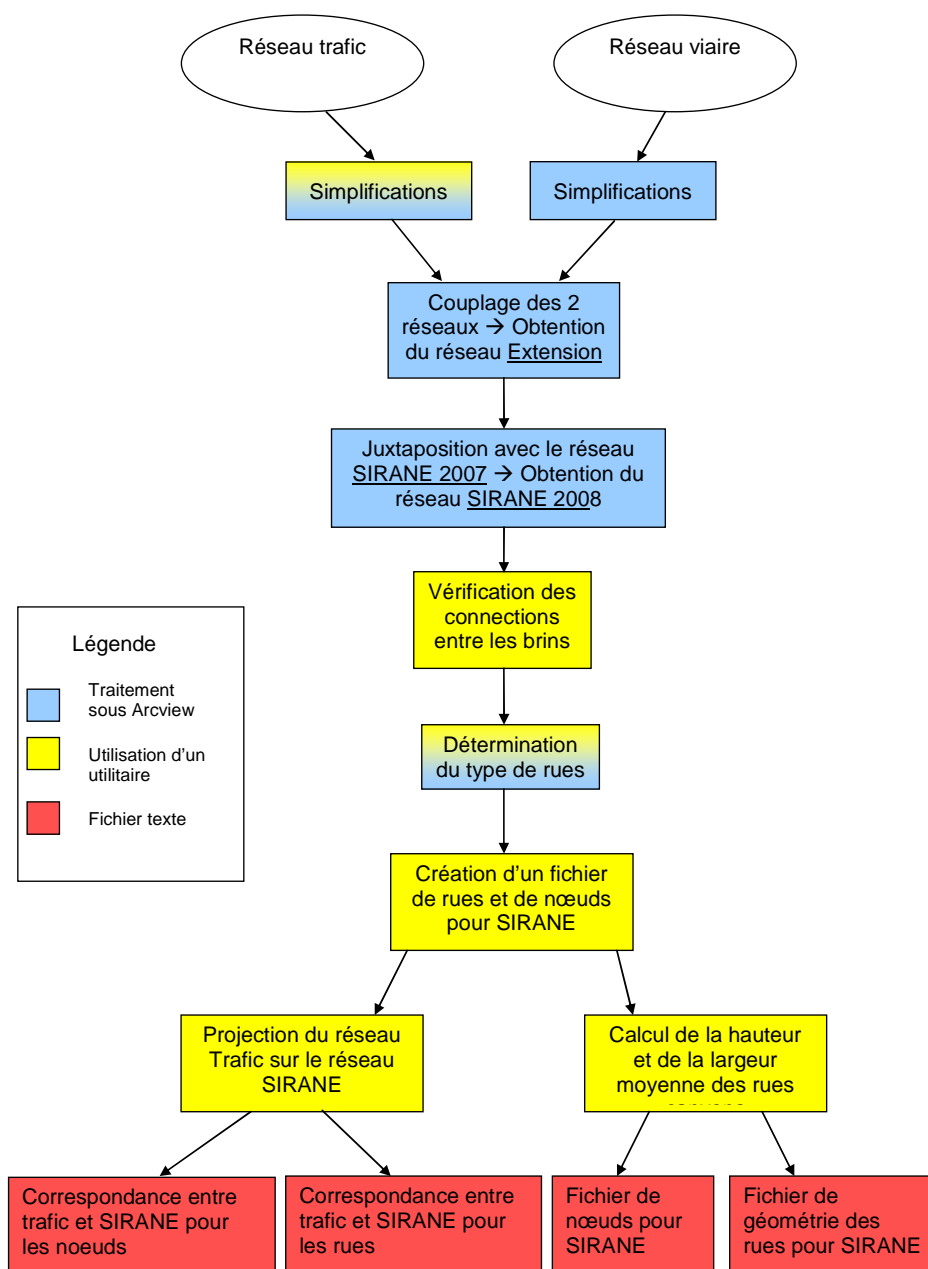 Réseau trafic
Réseau viaire
Simplifications
Simplifications
Couplage des 2
réseaux → Obtention
du réseau Extension
Juxtaposition avec le réseau
SIRANE 2007 → Obtention du
réseau SIRANE 2008
Vérification des
connections
entre les brins
Légende
Traitement
sous Arcview
Utilisation d’un
utilitaire
Fichier texte
Détermination
du type de rues
Création d’un fichier
de rues et de nœuds
pour SIRANE
Projection du réseau
Trafic sur le réseau
SIRANE
Calcul de la hauteur
et de la largeur
moyenne des rues
Correspondance entre
trafic et SIRANE pour
les noeuds
Correspondance entre
trafic et SIRANE pour
les rues
Fichier de
nœuds pour
SIRANE
Fichier de
géométrie des
rues pour SIRANE